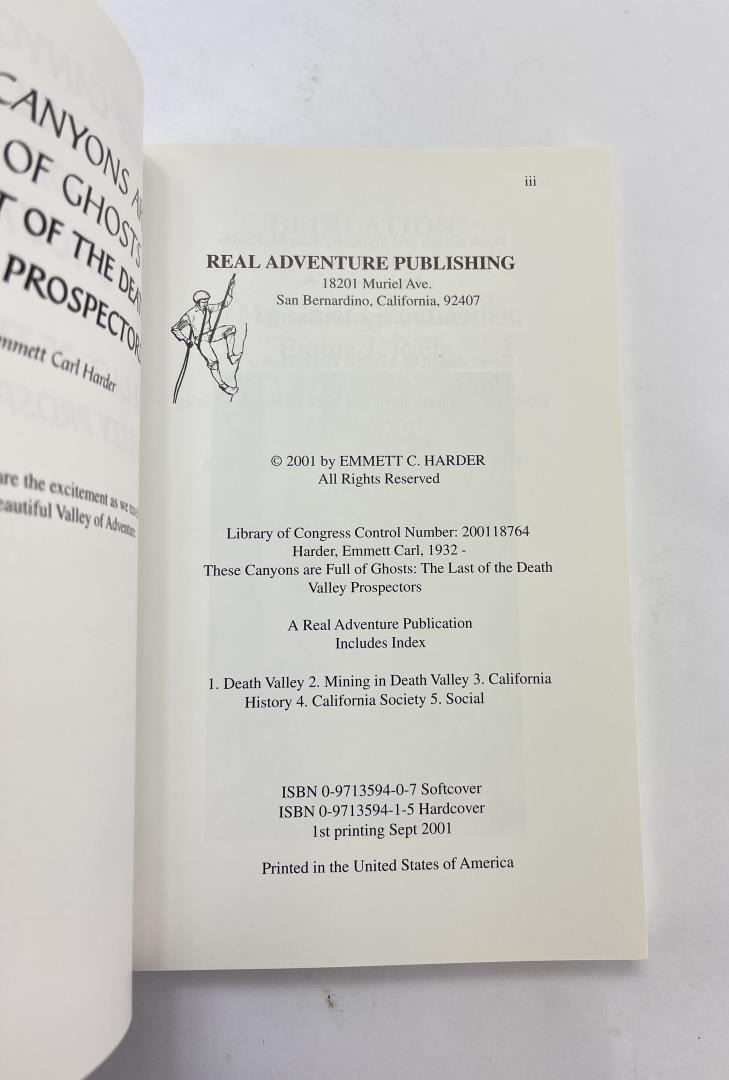 CANYONS
OF GHOSTS
OF THE
PROSPECTORS
Emmett Carl Harder
are the excitement as we
Beautiful Valley of Adventure
iii
REAL ADVENTURE PUBLISHING
18201 Muriel Ave.
San Bernardino, California, 92407
© 2001 by EMMETT C. HARDER
All Rights Reserved
Library of Congress Control Number: 200118764
Harder, Emmett Carl, 1932 -
These Canyons are Full of Ghosts: The Last of the Death
Valley Prospectors
A Real Adventure Publication
Includes Index
1. Death Valley 2. Mining in Death Valley 3. California
History 4. California Society 5. Social
ISBN 0-9713594-0-7 Softcover
ISBN 0-9713594-1-5 Hardcover
1st printing Sept 2001
Printed in the United States of America